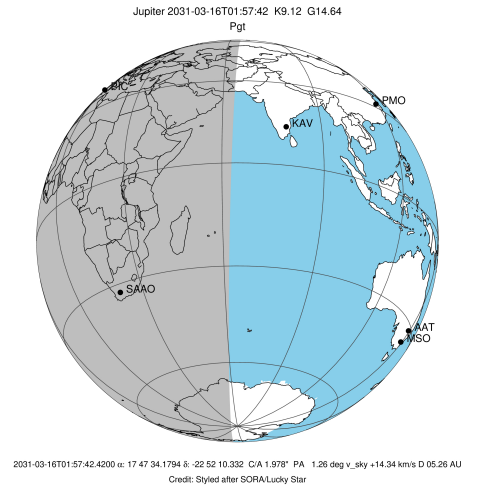 Jupiter 2031-03-16T01:57:42 K9.12 G14.64
Pgt
PIC
PMO
KAV
SAAO
AAT
MSO
2031-03-16T01:57:42.4200 α: 17 47 34.1794 δ: -22 52 10.332 C/A 1.978" PA 1.26 deg v_sky +14.34 km/s D 05.26 AU
Credit: Styled after SORA/Lucky Star